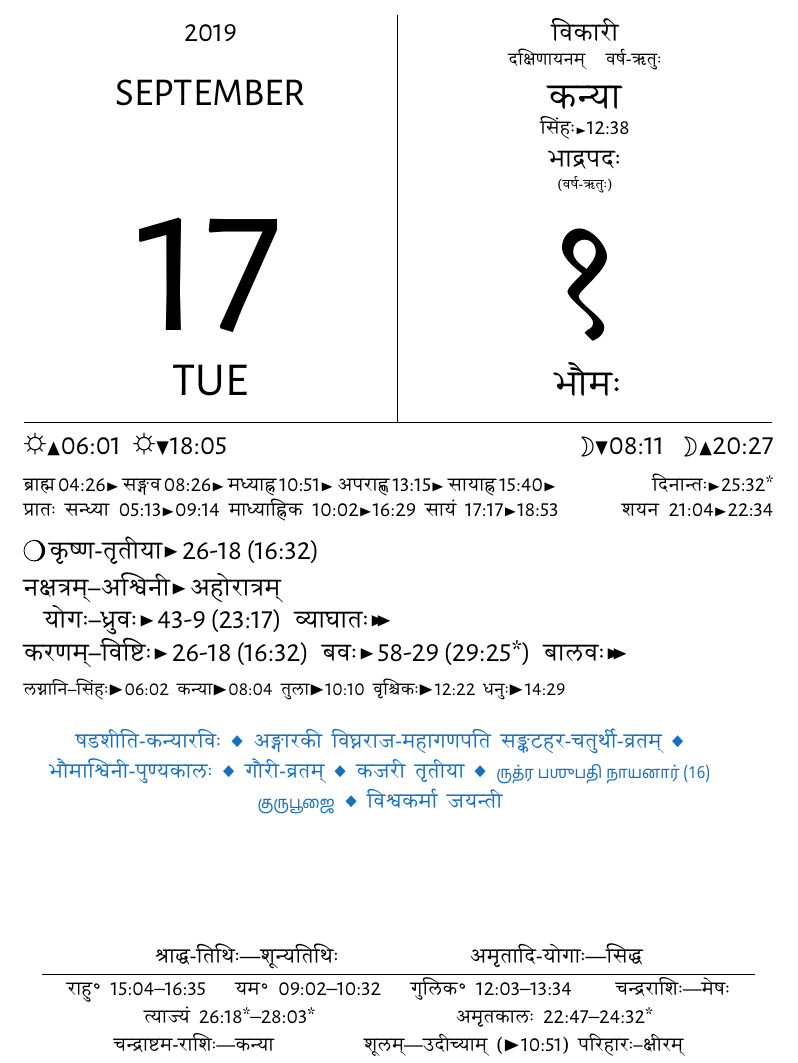 2019
SEPTEMBER
17
TUE
विकारी
दक्षिणायनम् वर्ष-ऋतुः
कन्या
सिंहः►12:38
भाद्रपदः
(वर्ष-ऋतुः)
१
भौमः
☼▲06:01 ☼▼18:05 ☽▼08:11 ☽▲20:27
ब्राह्म 04:26► सङ्गव 08:26► मध्याह्न 10:51► अपराह्ण 13:15► सायाह्न 15:40► दिनान्तः►25:32*
प्रातः सन्ध्या 05:13►09:14 माध्याह्निक 10:02►16:29 सायं 17:17►18:53 शयन 21:04►22:34
❍कृष्ण-तृतीया► 26-18 (16:32)
नक्षत्रम्–अश्विनी► अहोरात्रम्
योगः–ध्रुवः► 43-9 (23:17) व्याघातः►►
करणम्–विष्टिः► 26-18 (16:32) बवः►58-29 (29:25*) बालवः►►
लग्नानि–सिंहः►06:02 कन्या►08:04 तुला►10:10 वृश्चिकः►12:22 धनुः►14:29
षडशीति-कन्यारविः ◆ अङ्गारकी विघ्नराज-महागणपति सङ्कटहर-चतुर्थी-व्रतम् ◆
भौमाश्विनी-पुण्यकालः ◆ गौरी-व्रतम् ◆ कजरी तृतीया ◆ ருத்ர பஶுபதி நாயனார் (16)
குருபூஜை ◆ विश्वकर्मा जयन्ती
श्राद्ध-तिथिः—शून्यतिथिः अमृतादि-योगाः—सिद्ध
राहु॰ 15:04–16:35 यम॰ 09:02–10:32 गुलिक॰ 12:03–13:34 चन्द्रराशिः—मेषः
त्याज्यं 26:18*–28:03* अमृतकालः 22:47–24:32*
चन्द्राष्टम-राशिः—कन्या शूलम्—उदीच्याम् (►10:51) परिहारः–क्षीरम्